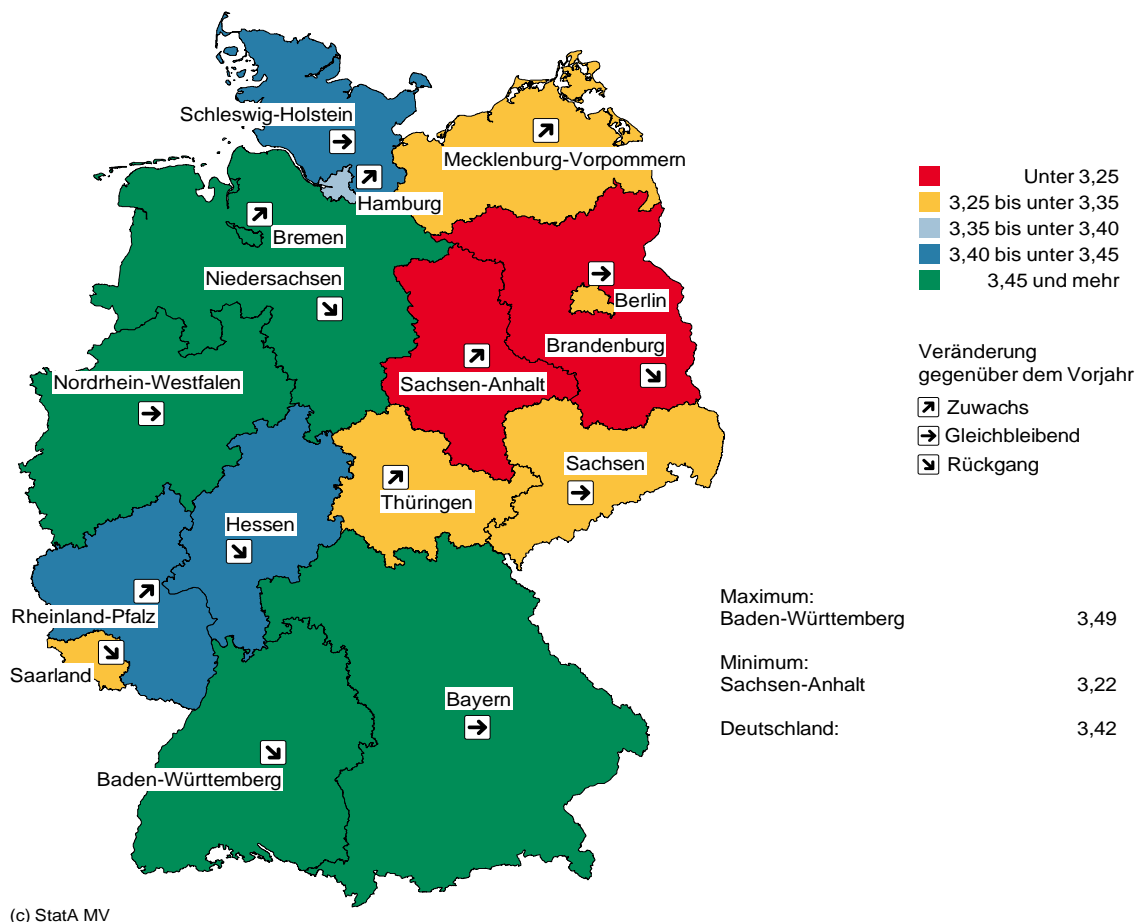 Schleswig-Holstein
Mecklenburg-Vorpommern
Hamburg
Bremen
Niedersachsen
Berlin
Brandenburg
Nordrhein-Westfalen
Sachsen-Anhalt
Sachsen
Thüringen
Hessen
Rheinland-Pfalz
Saarland
Bayern
Baden-Württemberg
Unter 3,25
3,25 bis unter 3,35
3,35 bis unter 3,40
3,40 bis unter 3,45
3,45 und mehr
Veränderung
gegenüber dem Vorjahr
Zuwachs
Gleichbleibend
Rückgang
Maximum:
Baden-Württemberg 3,49
Minimum:
Sachsen-Anhalt 3,22
Deutschland: 3,42
(c) StatA MV